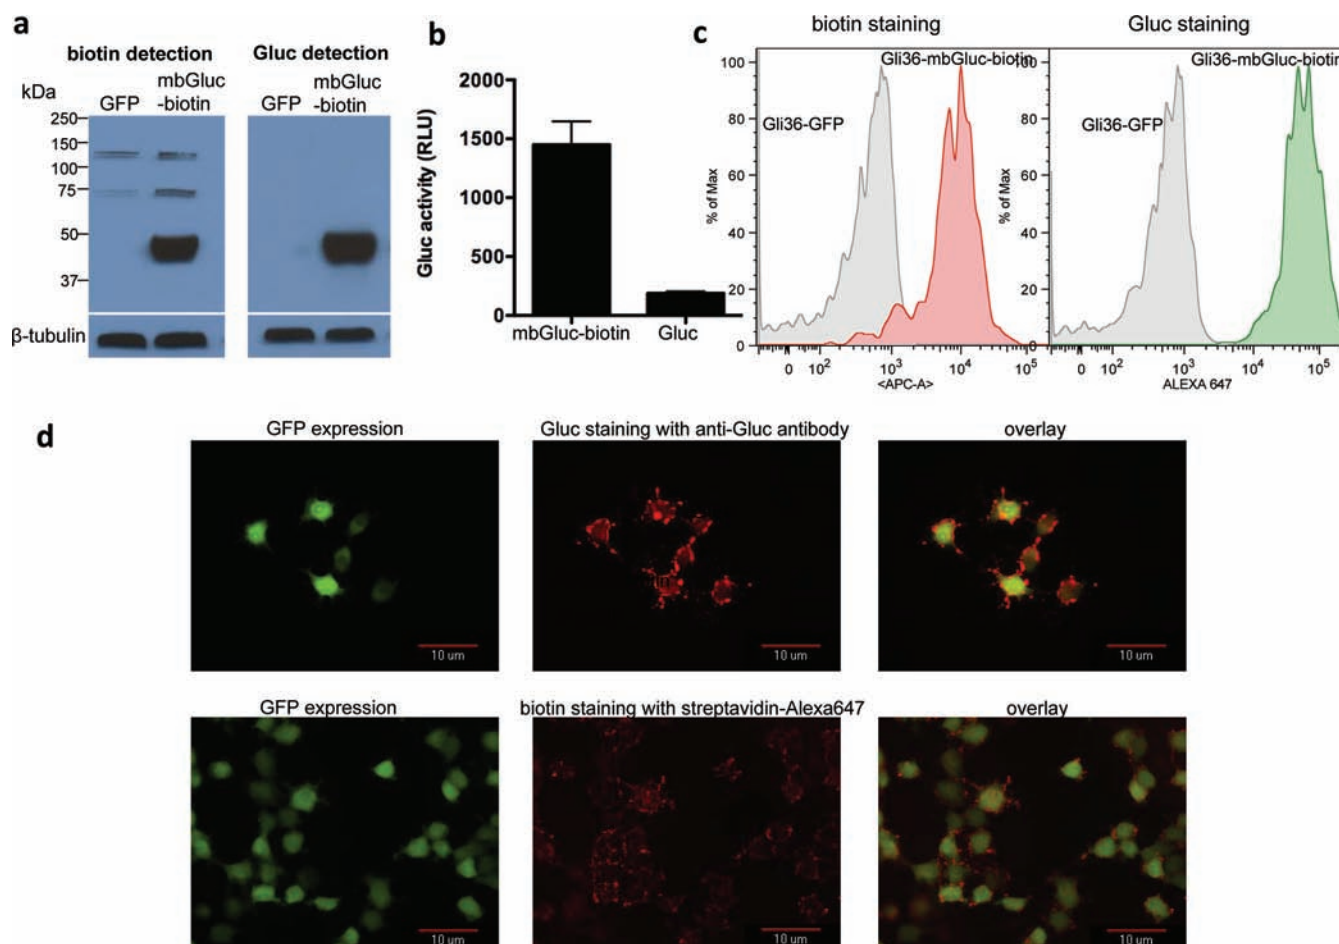 a
biotin detection
Gluc detection
kDa
GFP
mbGluc
-biotin
GFP
mbGluc
-biotin
250
150
100
75
50
37
β-tubulin
b
Gluc activity (RLU)
2000
1500
1000
500
0
mbGluc-biotin
Gluc
c
biotin staining
Gluc staining
Gli36-mbGluc-biotin
Gli36-GFP
% of Max
100
80
60
40
20
0
0 10² 10³ 10⁴ 10⁵
<APC-A>
Gli36-mbGluc-biotin
Gli36-GFP
% of Max
100
80
60
40
20
0
0 10² 10³ 10⁴ 10⁵
ALEXA 647
d
GFP expression
Gluc staining with anti-Gluc antibody
overlay
10 um
10 um
10 um
GFP expression
biotin staining with streptavidin-Alexa647
overlay
10 um
10 um
10 um